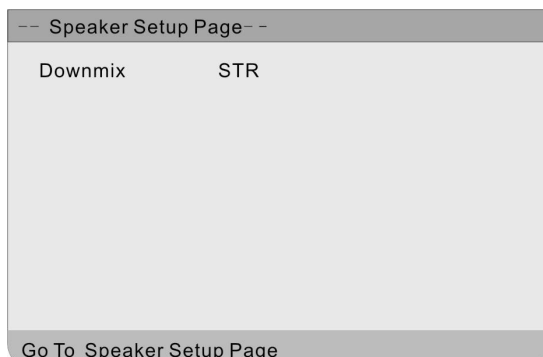 -- Speaker Setup Page--
Downmix STR
Go To Speaker Setup Page